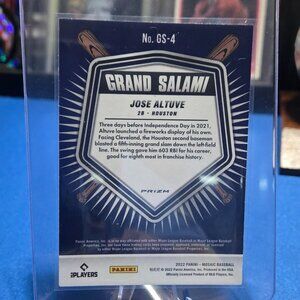 No. GS-4
GRAND SALAMI
JOSE ALTUVE
2B - HOUSTON
Three days before Independence Day in 2021,
Altuve launched a fireworks display of his own.
Facing Cleveland, the Houston second baseman
blasted a fifth-inning grand slam down the left-field
line. The swing gave him 603 RBI for his career,
good for eighth most in franchise history.
PRIZM
2022 PANINI - MOSAIC BASEBALL
PLAYERS
PANINI